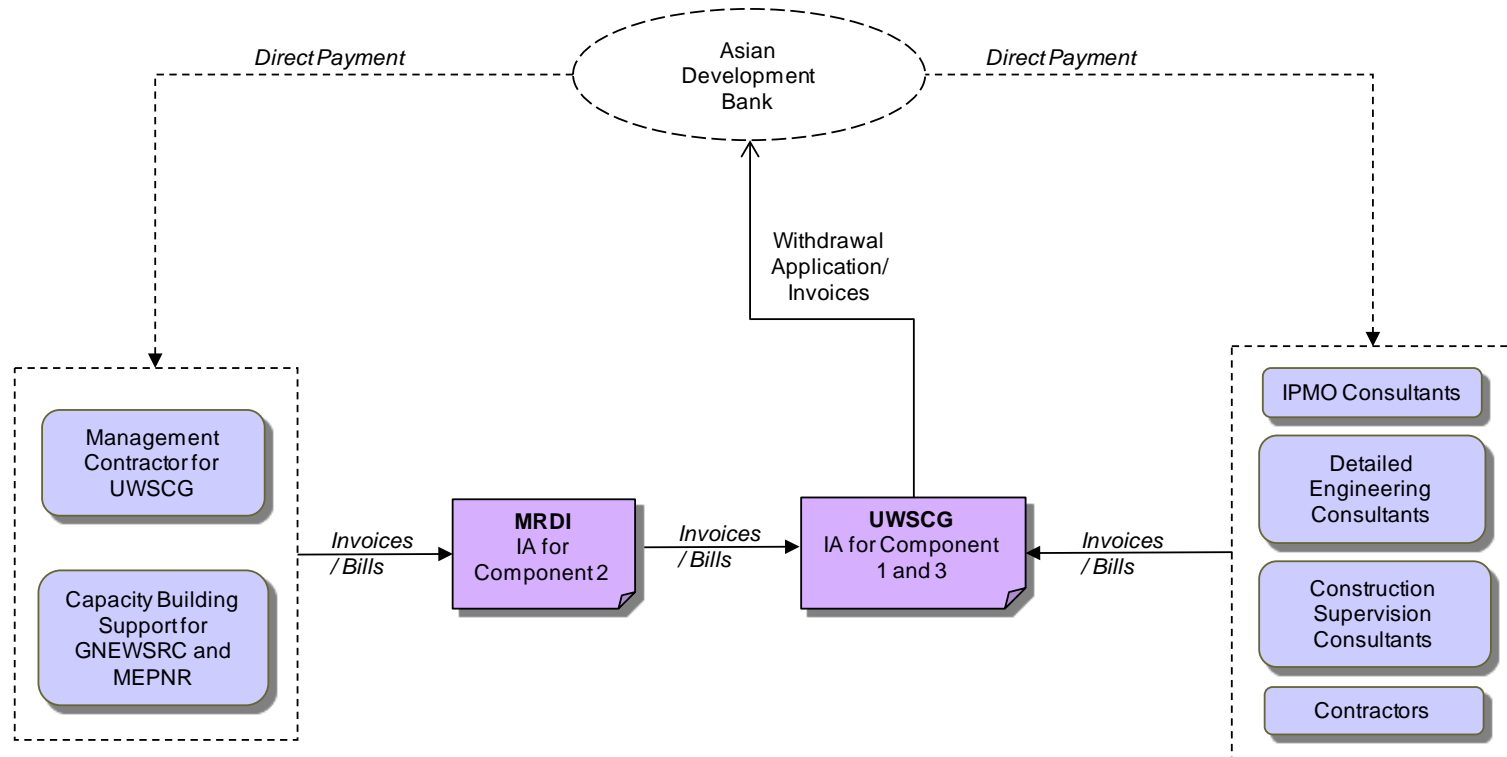 Direct Payment
Asian
Development
Bank
Direct Payment
Withdrawal
Application/
Invoices
Management
Contractor for
UWSCG
Capacity Building
Support for
GNEWSRC and
MEPNR
Invoices
/ Bills
MRDI
IA for
Component 2
Invoices
/ Bills
UWSCG
IA for Component
1 and 3
Invoices
/ Bills
IPMO Consultants
Detailed
Engineering
Consultants
Construction
Supervision
Consultants
Contractors